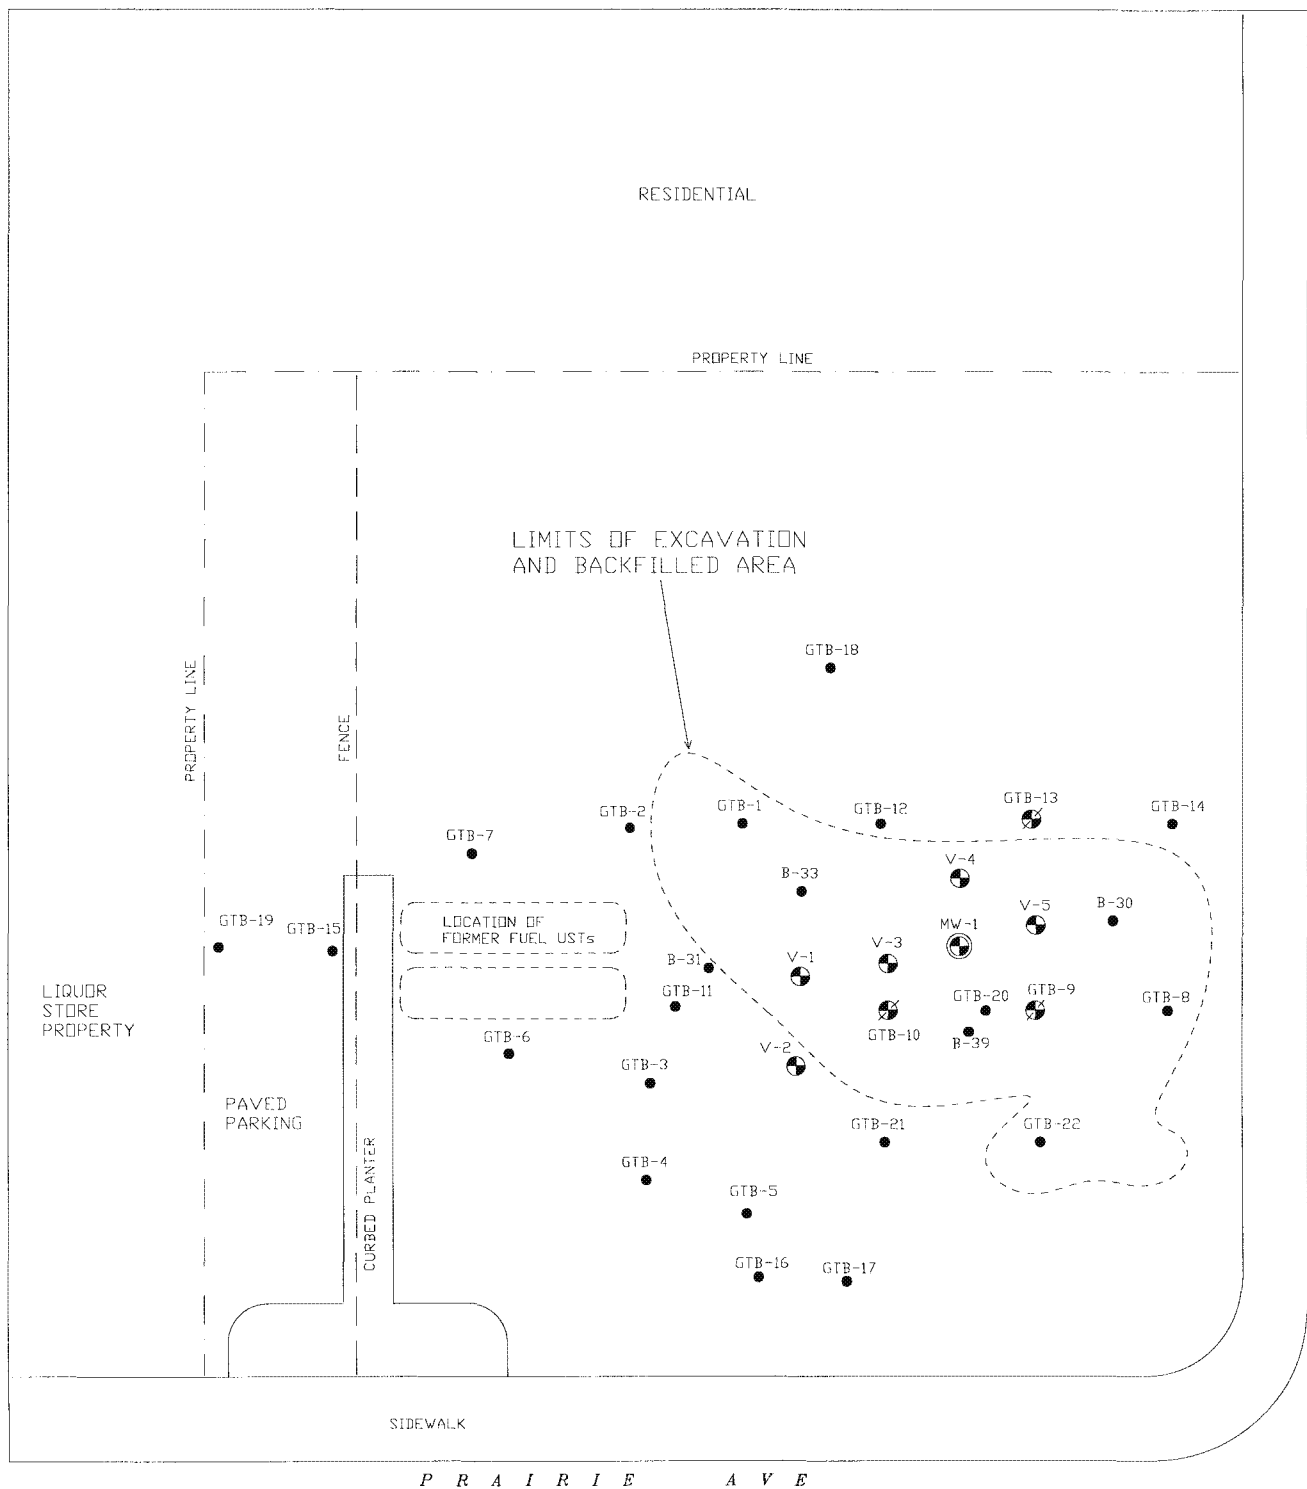 RESIDENTIAL
PROPERTY LINE
LIMITS OF EXCAVATION
AND BACKFILLED AREA
GTB-18
PROPERTY LINE
FENCE
GTB-13
GTB-14
GTB-2
GTB-1
GTB-12
GTB-7
V-4
B-33
B-30
V-5
LOCATION OF
FORMER FUEL USTs
MW-1
GTB-19
GTB-15
V-3
V-1
B-31
LIQUOR
STORE
PROPERTY
GTB-11
GTB-20
GTB-9
GTB-8
GTB-10
B-39
GTB-6
V-2
GTB-3
PAVED
PARKING
GTB-21
GTB-22
GTB-4
GTB-5
CURBED PLANTER
GTB-16
GTB-17
SIDEWALK
PRAIRIE AVE